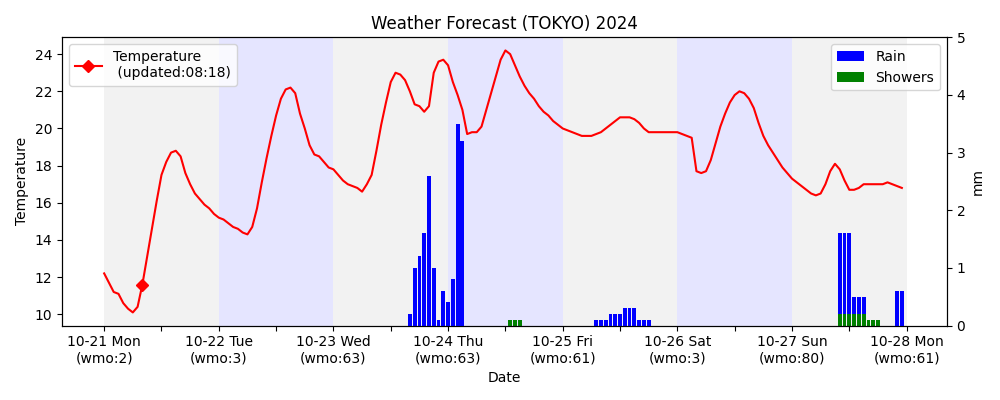 Weather Forecast (TOKYO) 2024
Temperature
(updated:08:18)
Rain
Showers
Temperature
24
22
20
18
16
14
12
10
5
4
3
2
1
0
mm
10-21 Mon
(wmo:2)
10-22 Tue
(wmo:3)
10-23 Wed
(wmo:63)
10-24 Thu
(wmo:63)
10-25 Fri
(wmo:61)
10-26 Sat
(wmo:3)
10-27 Sun
(wmo:80)
10-28 Mon
(wmo:61)
Date